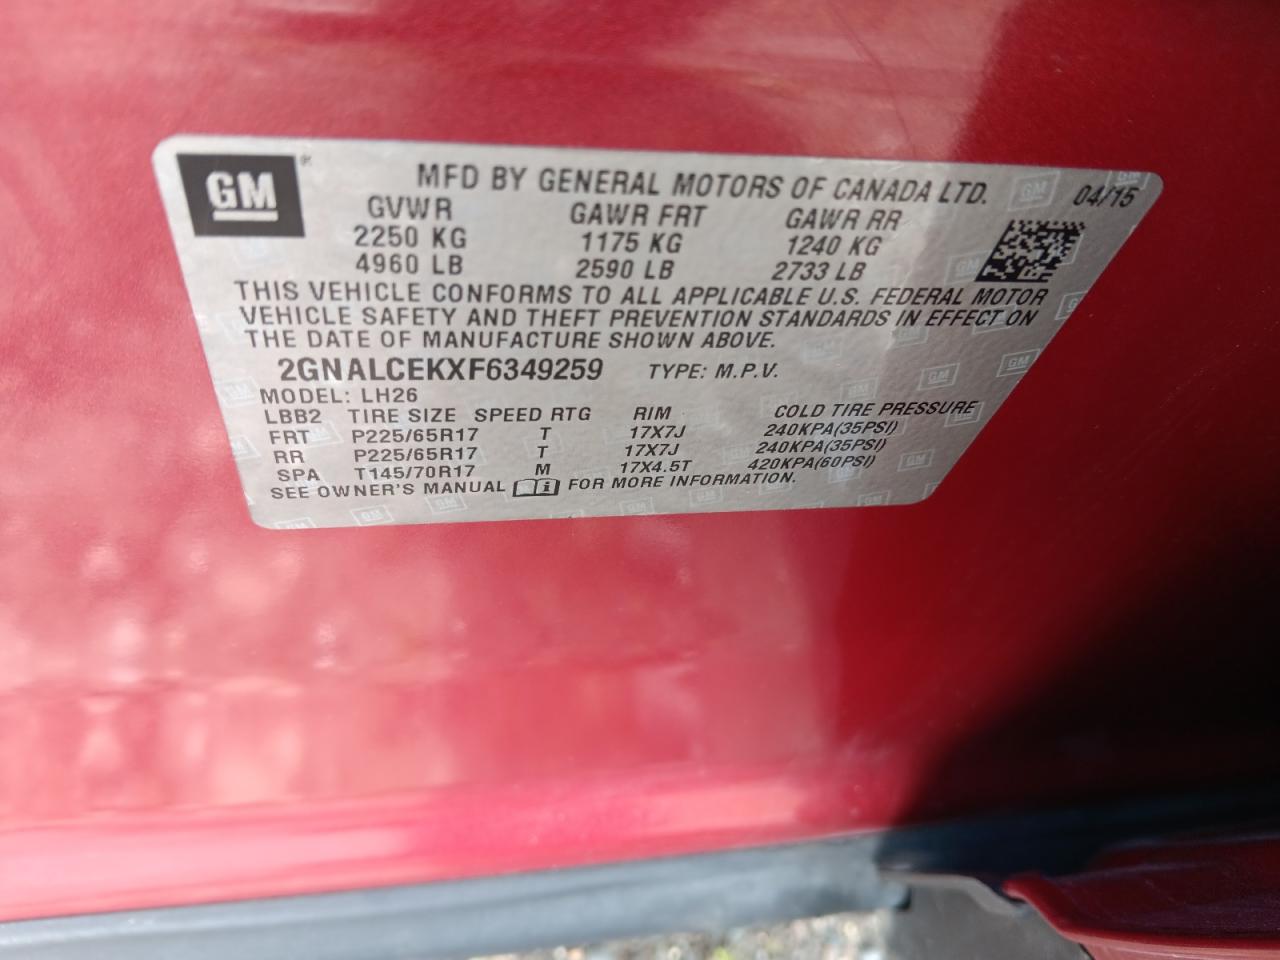 GM®
MFD BY GENERAL MOTORS OF CANADA LTD. 04/15
GVWR GAWR FRT GAWR RR
2250 KG 1175 KG 1240 KG
4960 LB 2590 LB 2733 LB
THIS VEHICLE CONFORMS TO ALL APPLICABLE U.S. FEDERAL MOTOR
VEHICLE SAFETY AND THEFT PREVENTION STANDARDS IN EFFECT ON
THE DATE OF MANUFACTURE SHOWN ABOVE.
2GNALCEKXF6349259 TYPE: M.P.V.
MODEL: LH26
LBB2 TIRE SIZE SPEED RTG RIM COLD TIRE PRESSURE
FRT P225/65R17 T 17X7J 240KPA(35PSI)
RR P225/65R17 T 17X7J 240KPA(35PSI)
SPA T145/70R17 M 17X4.5T 420KPA(60PSI)
SEE OWNER'S MANUAL i FOR MORE INFORMATION.